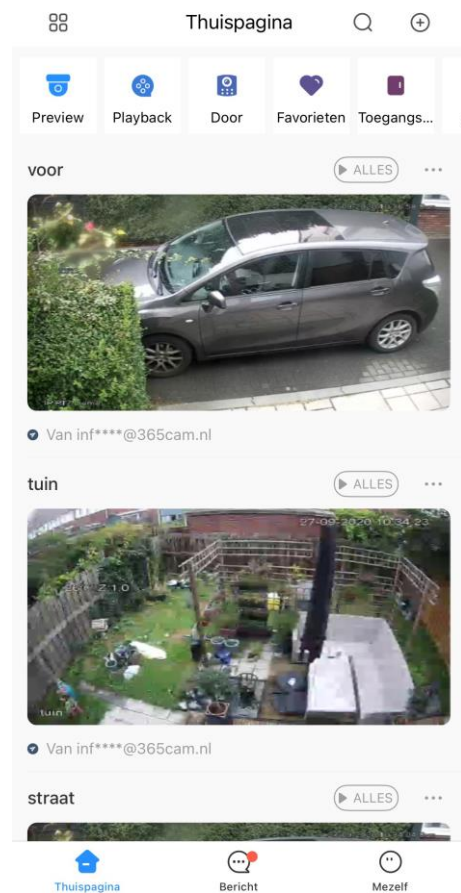 Thuispagina
Preview
Playback
Door
Favorieten
Toegangs...
voor
ALLES
Van inf****@365cam.nl
tuin
ALLES
27-09-2020 10:34:23
tuin
Van inf****@365cam.nl
straat
ALLES
Thuispagina
Bericht
Mezelf